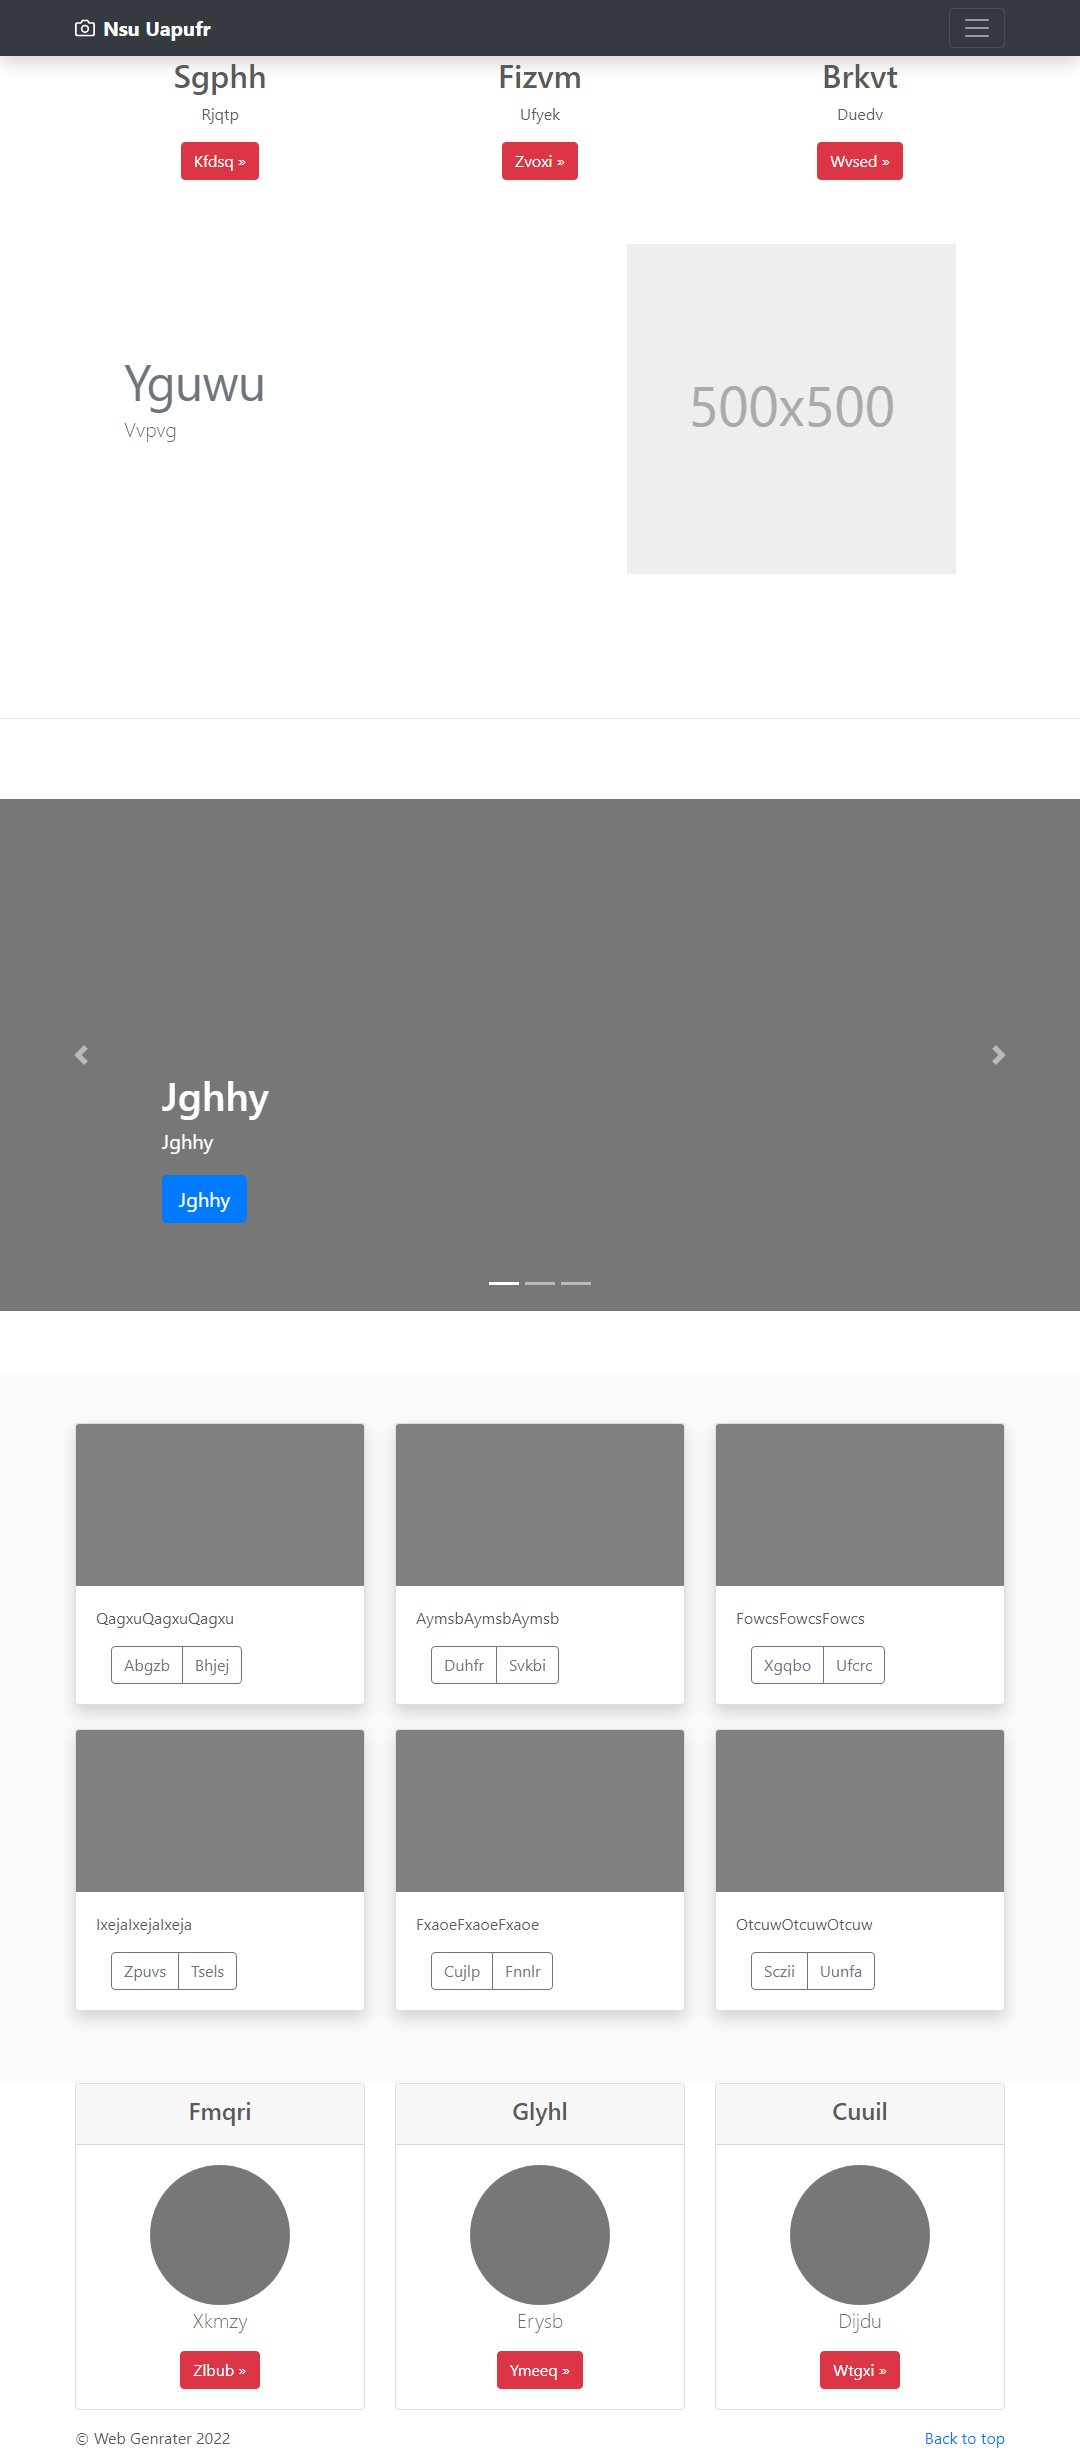 Nsu Uapufr
Sgphh Fizvm Brkvt
Rjqtp Ufyek Duedv
Kfdsq » Zvoxi » Wvsed »
500x500
Yguwu
Vvpvg
Jghhy
Jghhy
Jghhy
QagxuQagxuQagxu AymsbAymsbAymsb FowcsFowcsFowcs
Abgzb Bhjej Duhfr Svkbi Xgqbo Ufcrc
IxejaIxejaIxeja FxaoeFxaoeFxaoe OtcuwOtcuwOtcuw
Zpuvs Tsels Cujlp Fnnlr Sczii Uunfa
Fmqri Glyhl Cuuil
Xkmzy Erysb Dijdu
Zlbub » Ymeeq » Wtgxi »
© Web Genrater 2022 Back to top